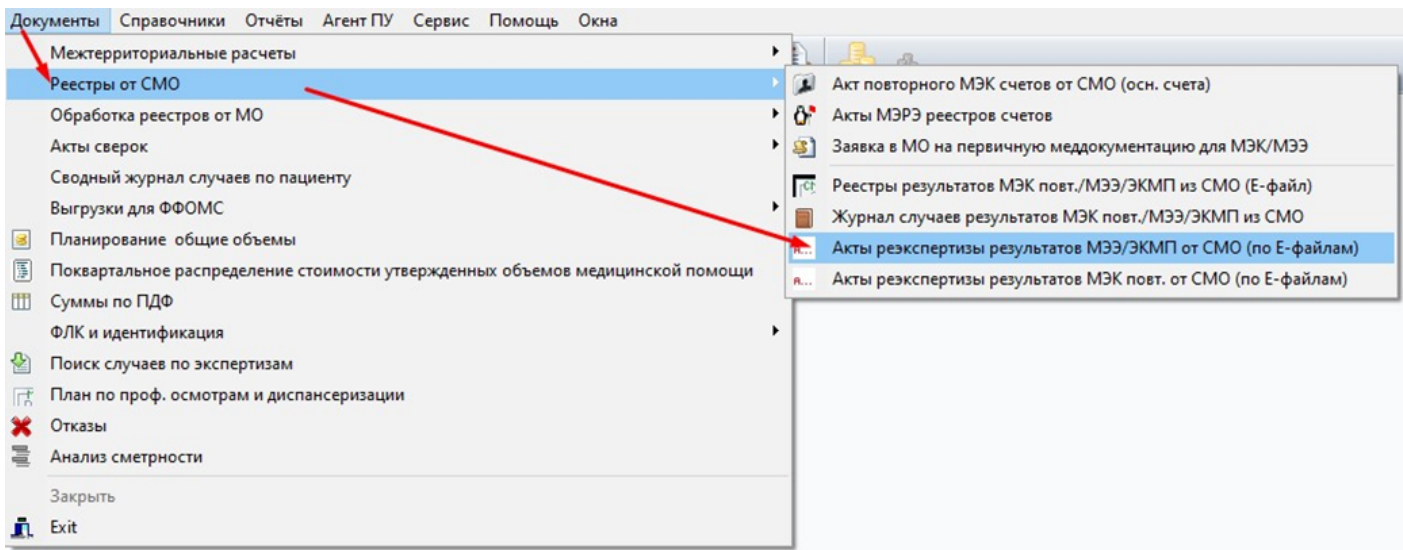 Документы Справочники Отчёты Агент ПУ Сервис Помощь Окна
Межтерриториальные расчеты
Реестры от СМО
Обработка реестров от МО
Акты сверок
Сводный журнал случаев по пациенту
Выгрузки для ФФОМС
Планирование общие объемы
Поквартальное распределение стоимости утвержденных объемов медицинской помощи
Суммы по ПДФ
ФЛК и идентификация
Поиск случаев по экспертизам
План по проф. осмотрам и диспансеризации
Отказы
Анализ сметрности
Закрыть
Exit
Акт повторного МЭК счетов от СМО (осн. счета)
Акты МЭРЭ реестров счетов
Заявка в МО на первичную меддокументацию для МЭК/МЭЭ
Реестры результатов МЭК повт./МЭЭ/ЭКМП из СМО (Е-файл)
Журнал случаев результатов МЭК повт./МЭЭ/ЭКМП из СМО
Акты реэкспертизы результатов МЭЭ/ЭКМП от СМО (по Е-файлам)
Акты реэкспертизы результатов МЭК повт. от СМО (по Е-файлам)